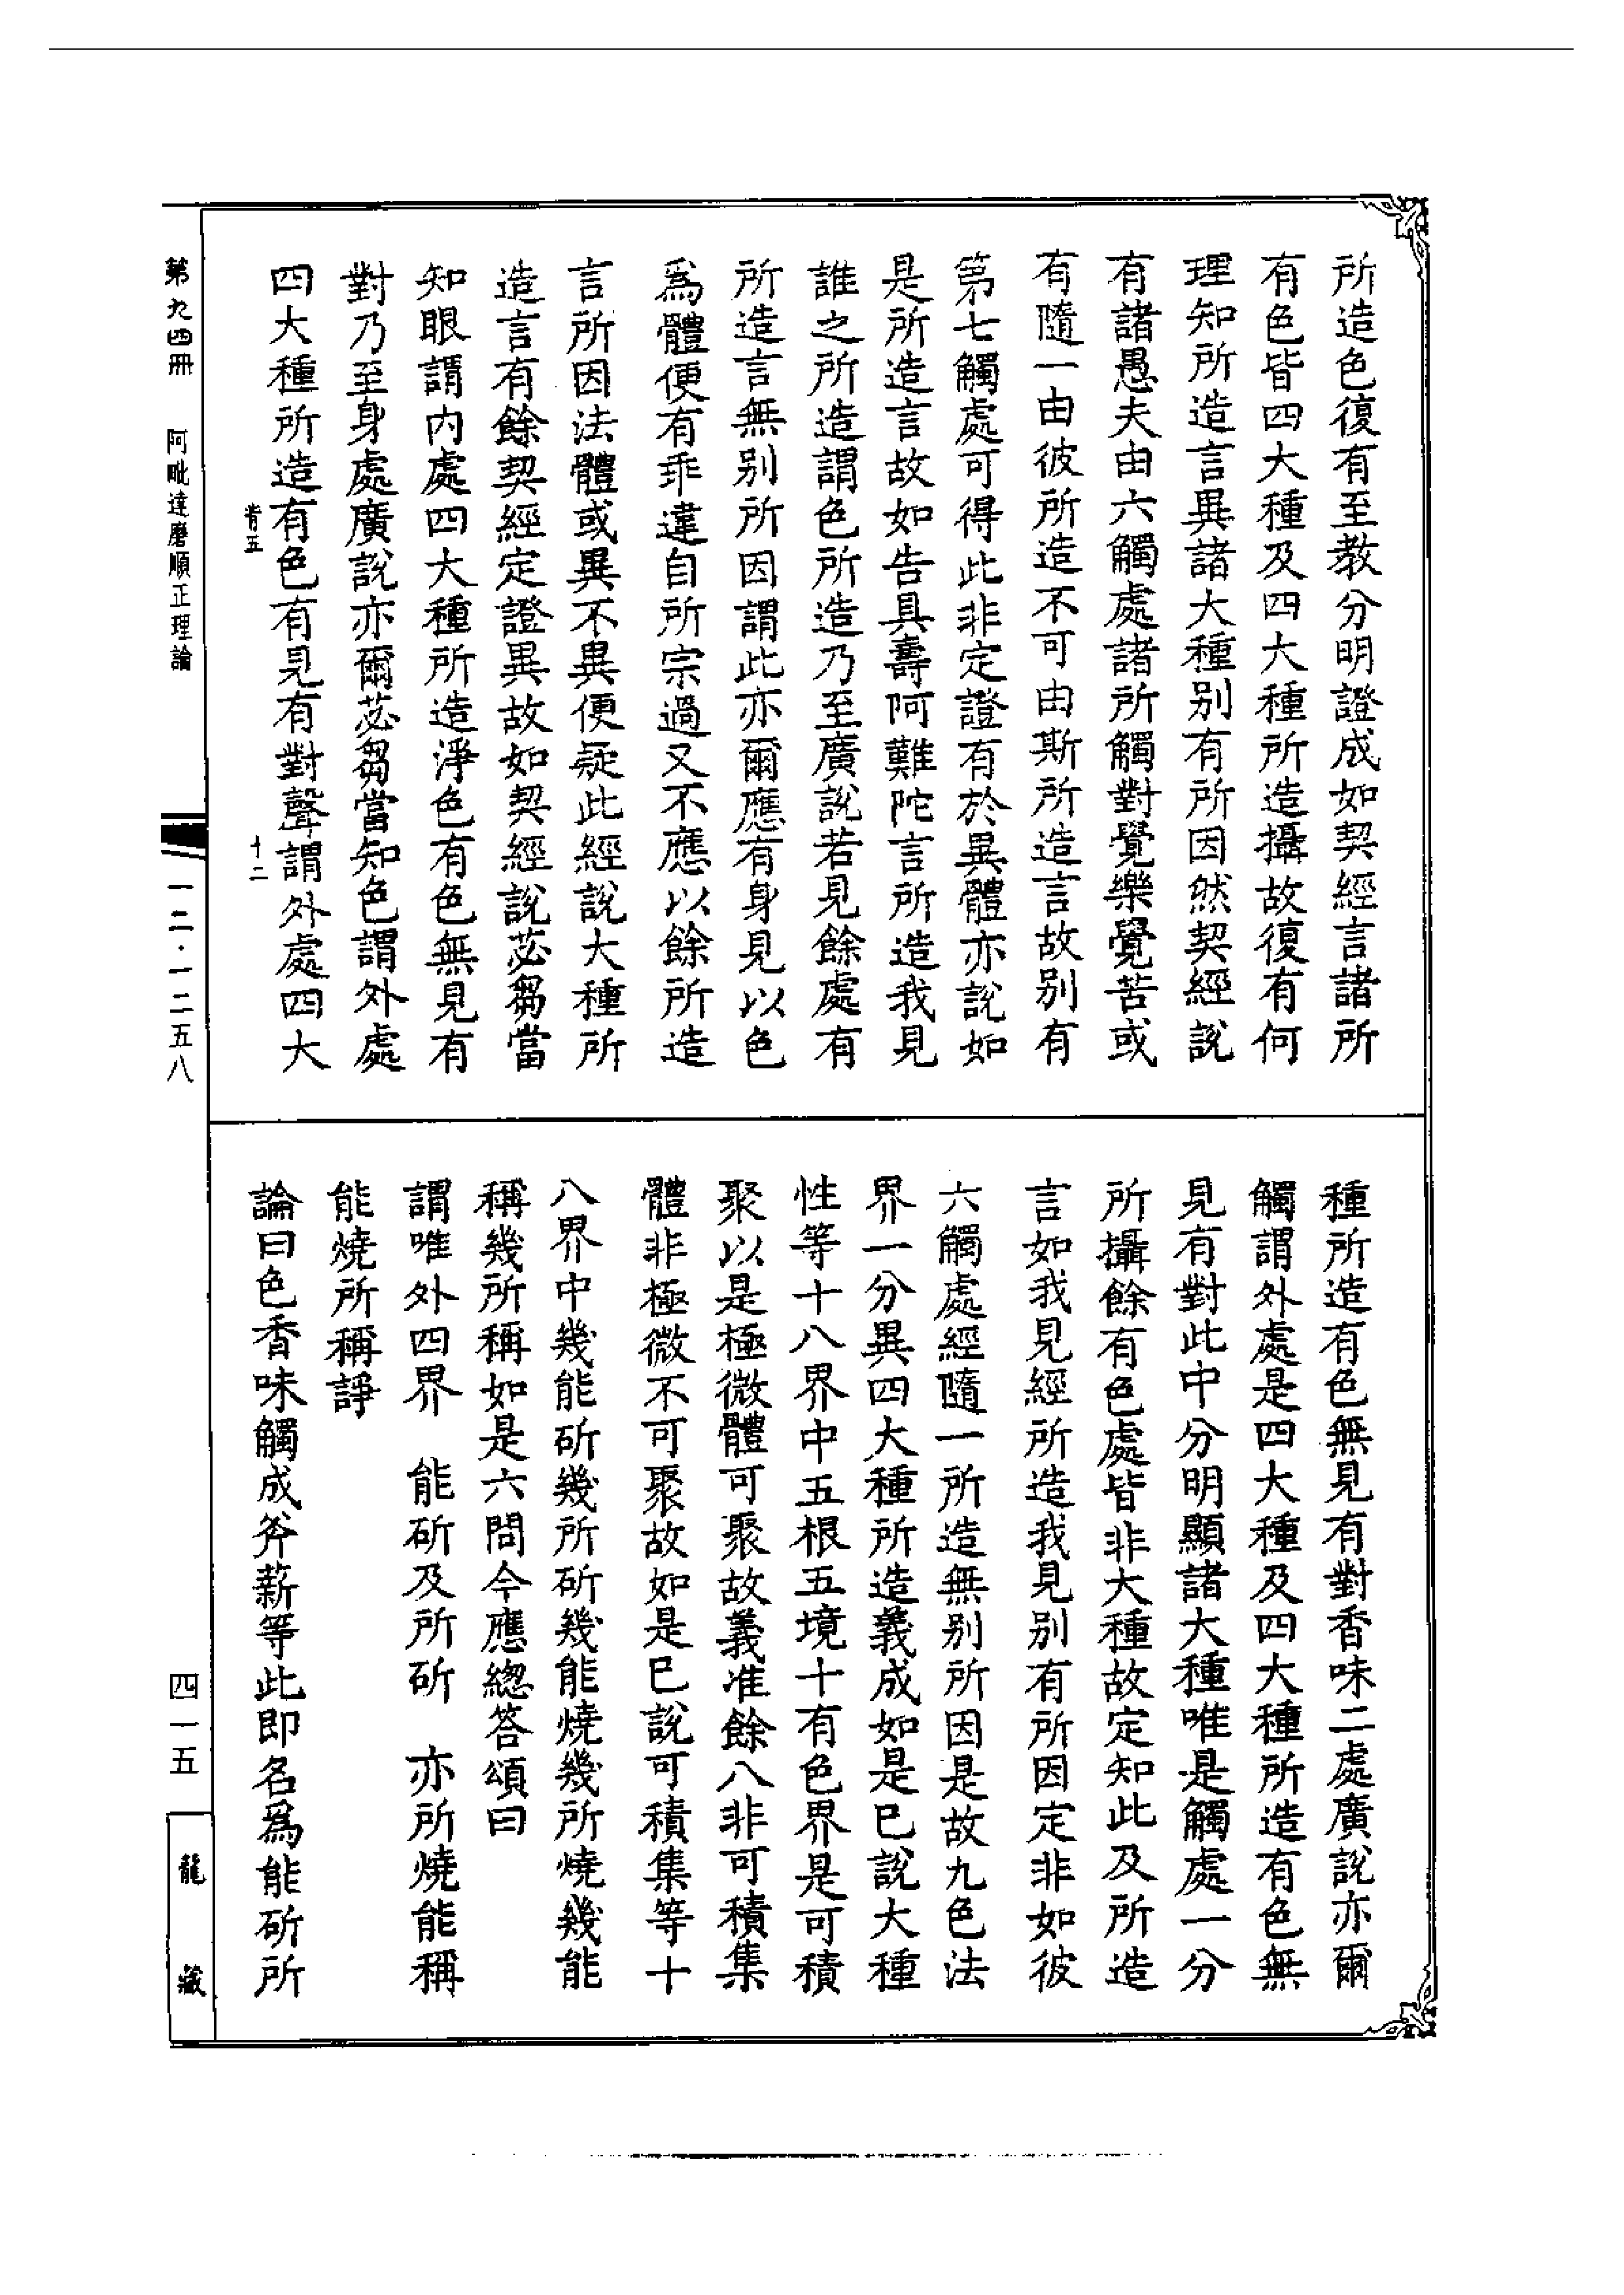 所造色復有至教分明證成如契經言諸所
有色皆四大種及四大種所造攝故復有何
理知所造言異諸大種别有所因然契經說
有諸愚夫由六觸處諸所觸對覺樂覺苦或
有隨一由彼所造不可由斯所造言故别有
第七觸處可得此非定證有於異體亦說如
是所造言故如告具壽阿難陀言所造我見
誰之所造謂色所造乃至廣說若見餘處有
所造言無别所因謂此亦爾應有身見以色
爲體便有乖違自所宗過又不應以餘所造
言所因法體或異不異便疑此經說大種所
造言有餘契經定證異故如契經說苾芻當
知眼謂内處四大種所造淨色有色無見有
對乃至身處廣說亦爾苾芻當知色謂外處
四大種所造有色有見有對聲謂外處四大
種所造有色無見有對香味二處廣說亦爾
觸謂外處是四大種及四大種所造有色無
見有對此中分明顯諸大種唯是觸處一分
所攝餘有色處皆非大種故定知此及所造
言如我見經所造我見别有所因定非如彼
六觸處經隨一所造無别所因是故九色法
界一分異四大種所造義成如是已說大種
性等十八界中五根五境十有色界是可積
聚以是極微體可聚故義准餘八非可積集
體非極微不可聚故如是已說可積集等十
八界中幾能斫幾所斫幾能燒幾所燒幾能
稱幾所稱如是六問今應總答頌曰
謂唯外四界　能斫及所斫　亦所燒能稱
能燒所稱諍
論曰色香味觸成斧薪等此即名爲能斫所
第九四冊　阿毗達磨順正理論
背五　十二
一二·一二五八
四一五
龍藏